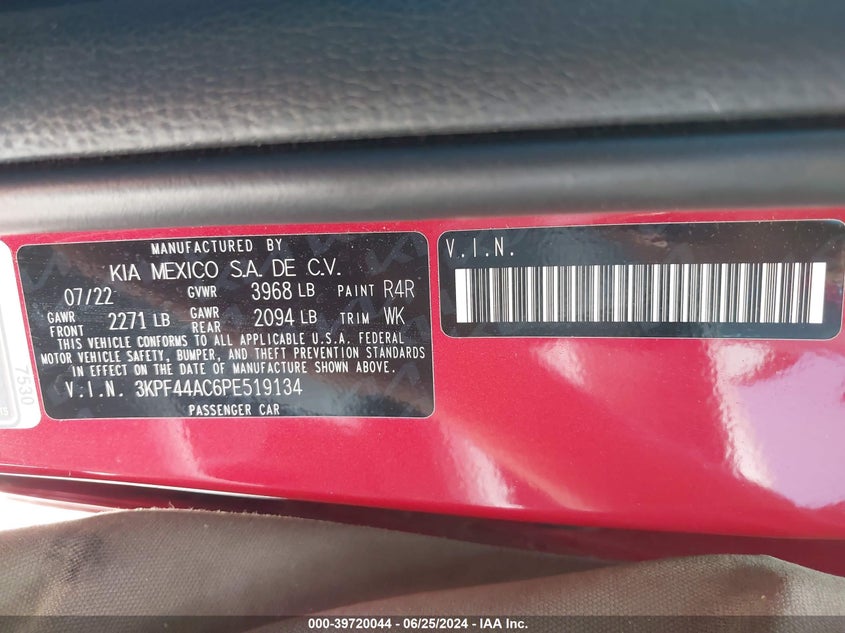 MANUFACTURED BY
KIA MEXICO S.A. DE C.V.
07/22 GVWR 3968 LB PAINT R4R
GAWR FRONT 2271 LB GAWR REAR 2094 LB TRIM WK
THIS VEHICLE CONFORMS TO ALL APPLICABLE U.S.A. FEDERAL
MOTOR VEHICLE SAFETY, BUMPER, AND THEFT PREVENTION STANDARDS
IN EFFECT ON THE DATE OF MANUFACTURE SHOWN ABOVE.
V.I.N. 3KPF44AC6PE519134
PASSENGER CAR
V.I.N.
7530
000-39720044 - 06/25/2024 - IAA Inc.